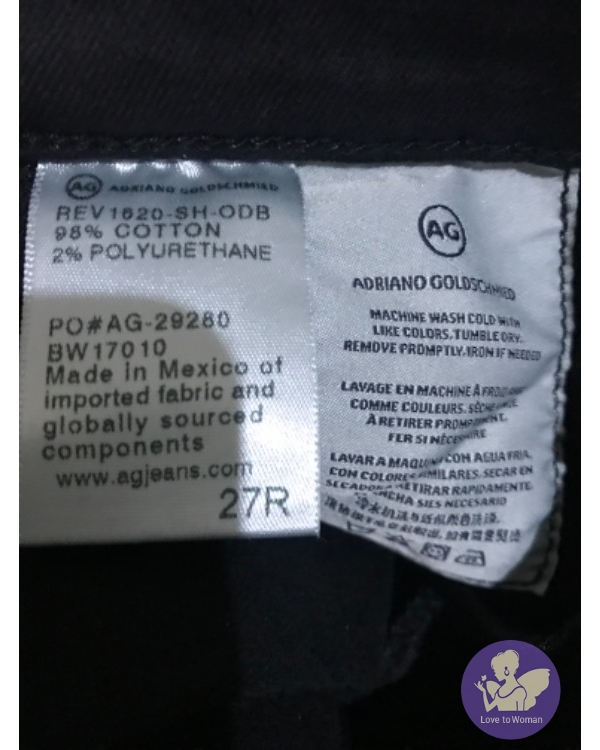 AG ADRIANO GOLDSCHMIED
REV1620-SH-ODB
98% COTTON
2% POLYURETHANE
PO#AG-29280
BW17010
Made in Mexico of
imported fabric and
globally sourced
components
www.agjeans.com
27R
AG
ADRIANO GOLDSCHMIED
MACHINE WASH COLD WITH
LIKE COLORS, TUMBLE DRY.
REMOVE PROMPTLY, IRON IF NEEDED
LAVAGE EN MACHINE À FROID
COMME COULEURS.
À RETIRER
FER SI
LAVAR A CON AGUA FRIA.
CON COLORES SIMILARES. SECAR EN
RETIRAR RAPIDAMENTE.
SI ES NECESARIO
Love to Woman